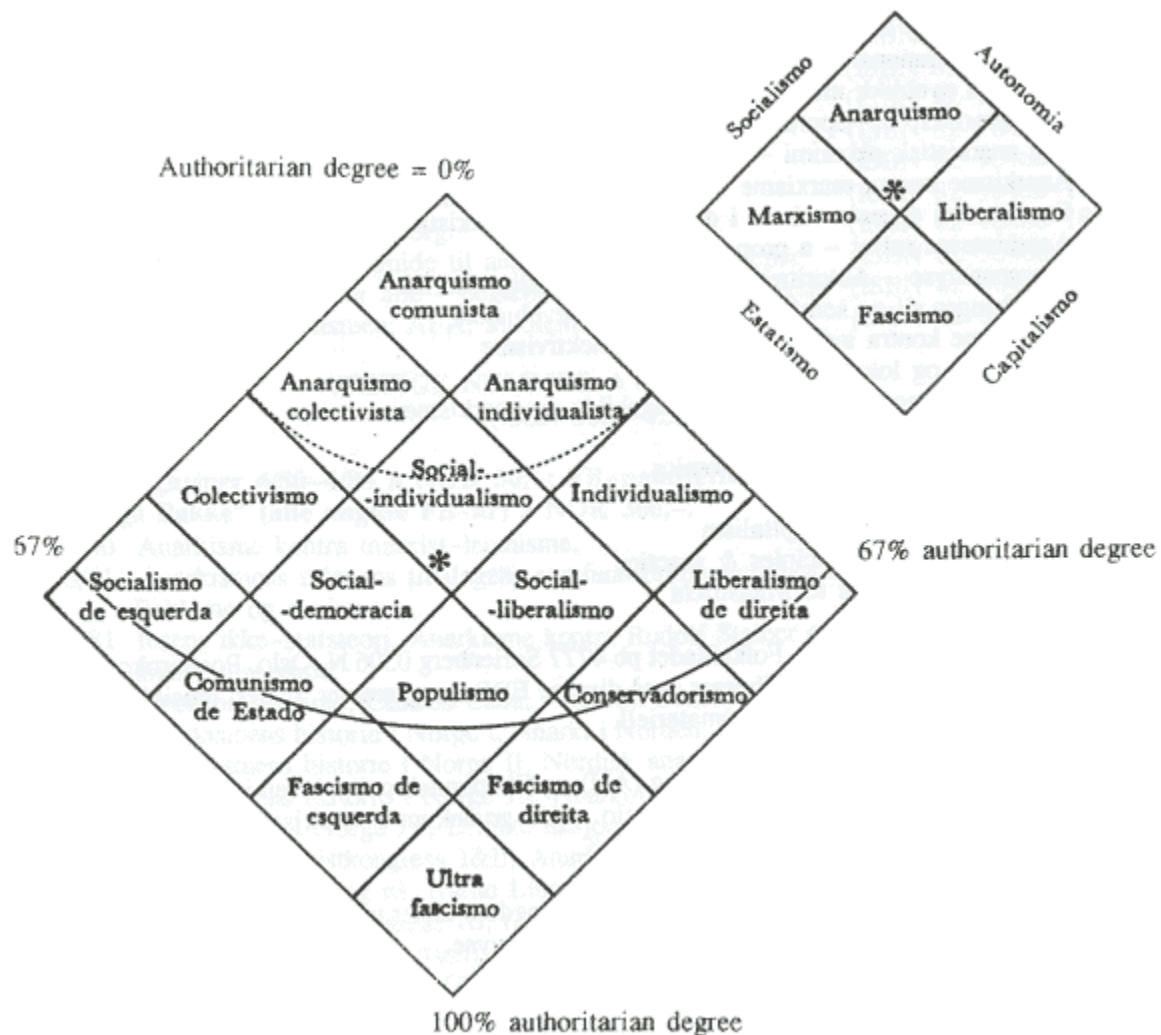 Socialismo
Autonomia
Anarquismo
*
Marxismo
Liberalismo
Fascismo
Estatismo
Capitalismo
Authoritarian degree = 0%
Anarquismo
comunista
Anarquismo
colectivista
Anarquismo
individualista
Colectivismo
Social-
-individualismo
Individualismo
67%
*
67% authoritarian degree
Socialismo
de esquerda
Social-
-democracia
Social-
-liberalismo
Liberalismo
de direita
Comunismo
de Estado
Populismo
Conservadorismo
Fascismo de
esquerda
Fascismo de
direita
Ultra
fascismo
100% authoritarian degree